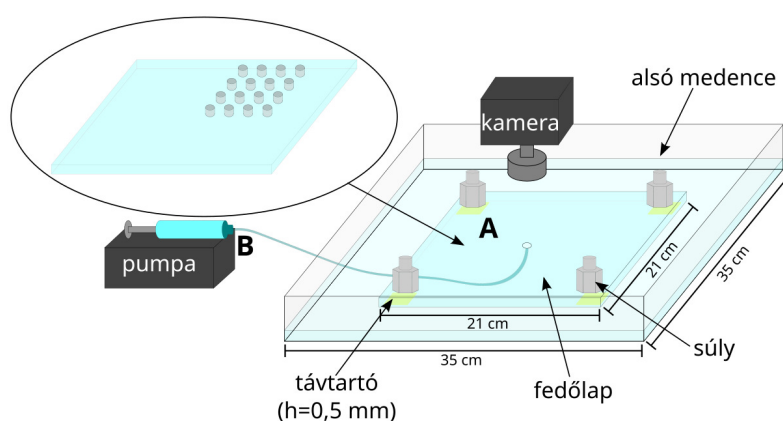 alsó medence
kamera
A
B
pumpa
21 cm
35 cm
21 cm
35 cm
súly
távtartó
(h=0,5 mm)
fedőlap